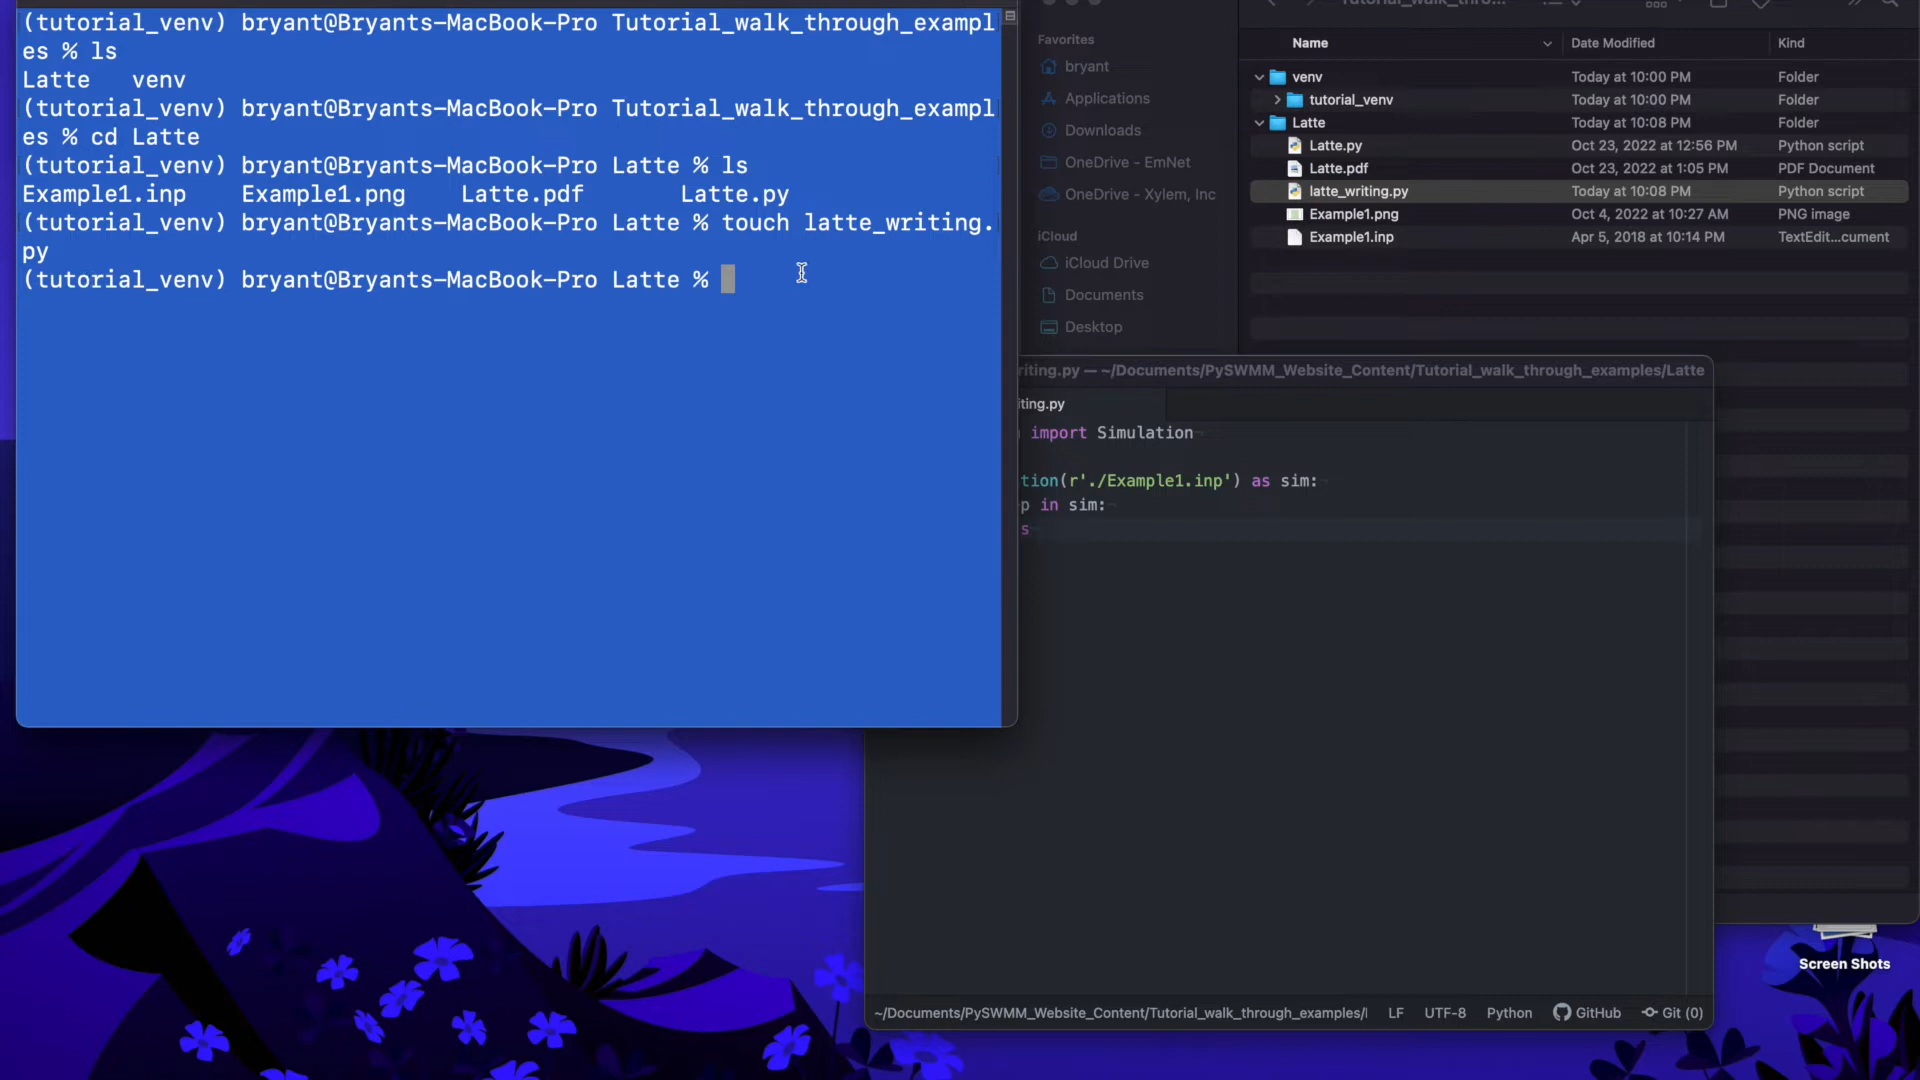 (tutorial_venv) bryant@Bryants-MacBook-Pro Tutorial_walk_through_exampl
es % ls
Latte venv
(tutorial_venv) bryant@Bryants-MacBook-Pro Tutorial_walk_through_exampl
es % cd Latte
(tutorial_venv) bryant@Bryants-MacBook-Pro Latte % ls
Example1.inp Example1.png Latte.pdf Latte.py
(tutorial_venv) bryant@Bryants-MacBook-Pro Latte % touch latte_writing.
py
(tutorial_venv) bryant@Bryants-MacBook-Pro Latte %
Favorites
bryant
Applications
Downloads
OneDrive - EmNet
OneDrive - Xylem, Inc
iCloud
iCloud Drive
Documents
Desktop
Name Date Modified Kind
venv Today at 10:00 PM Folder
tutorial_venv Today at 10:00 PM Folder
Latte Today at 10:08 PM Folder
Latte.py Oct 23, 2022 at 12:56 PM Python script
Latte.pdf Oct 23, 2022 at 1:05 PM PDF Document
latte_writing.py Today at 10:08 PM Python script
Example1.png Oct 4, 2022 at 10:27 AM PNG image
Example1.inp Apr 5, 2018 at 10:14 PM TextEdit...cument
riting.py — ~/Documents/PySWMM_Website_Content/Tutorial_walk_through_examples/Latte
iting.py
import Simulation
tion(r'./Example1.inp') as sim:
p in sim:
s
~/Documents/PySWMM_Website_Content/Tutorial_walk_through_examples/l LF UTF-8 Python GitHub Git (0)
Screen Shots